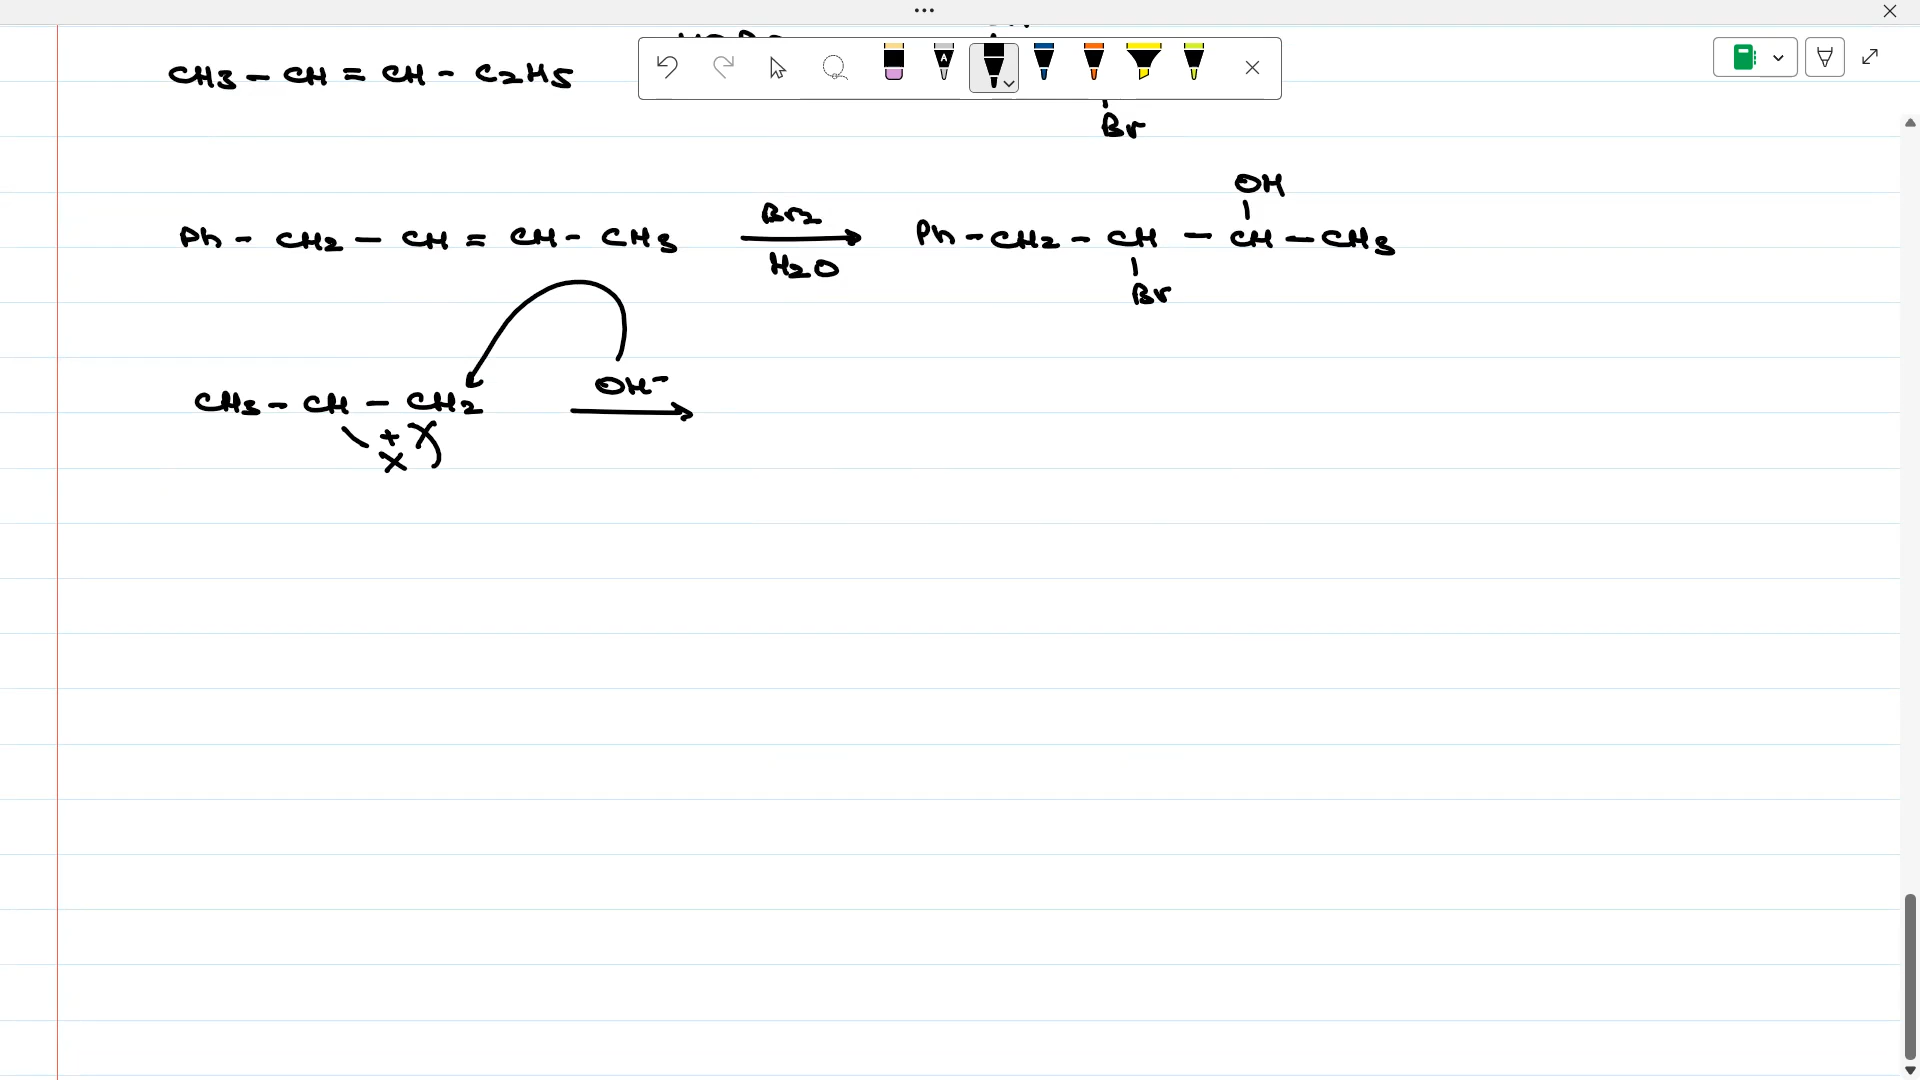 CH3 - CH = CH - C2H5
Br
OH
Ph - CH2 - CH = CH - CH3 Br2 H2O Ph - CH2 - CH - CH - CH3
Br
CH3 - CH - CH2 OH-
+
X